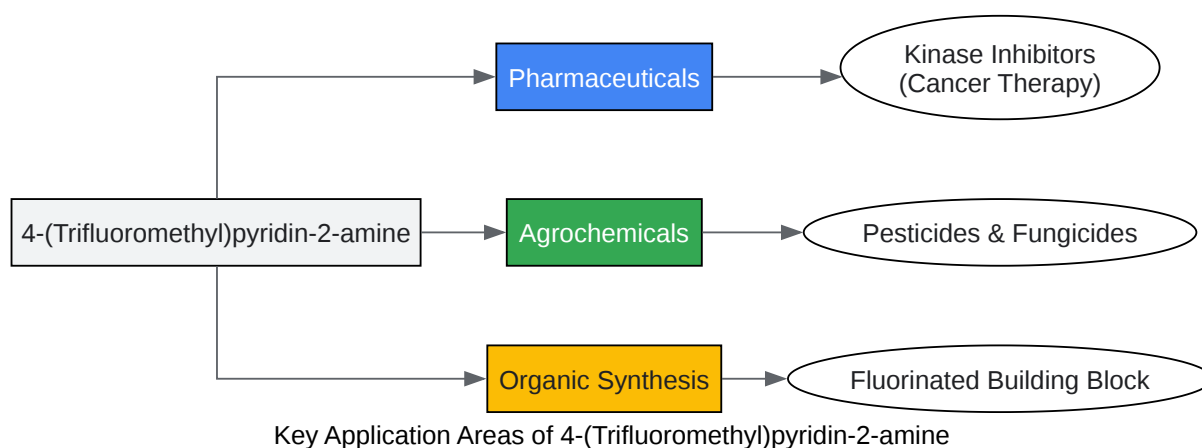 Pharmaceuticals
Kinase Inhibitors
(Cancer Therapy)
4-(Trifluoromethyl)pyridin-2-amine
Agrochemicals
Pesticides & Fungicides
Organic Synthesis
Fluorinated Building Block
Key Application Areas of 4-(Trifluoromethyl)pyridin-2-amine